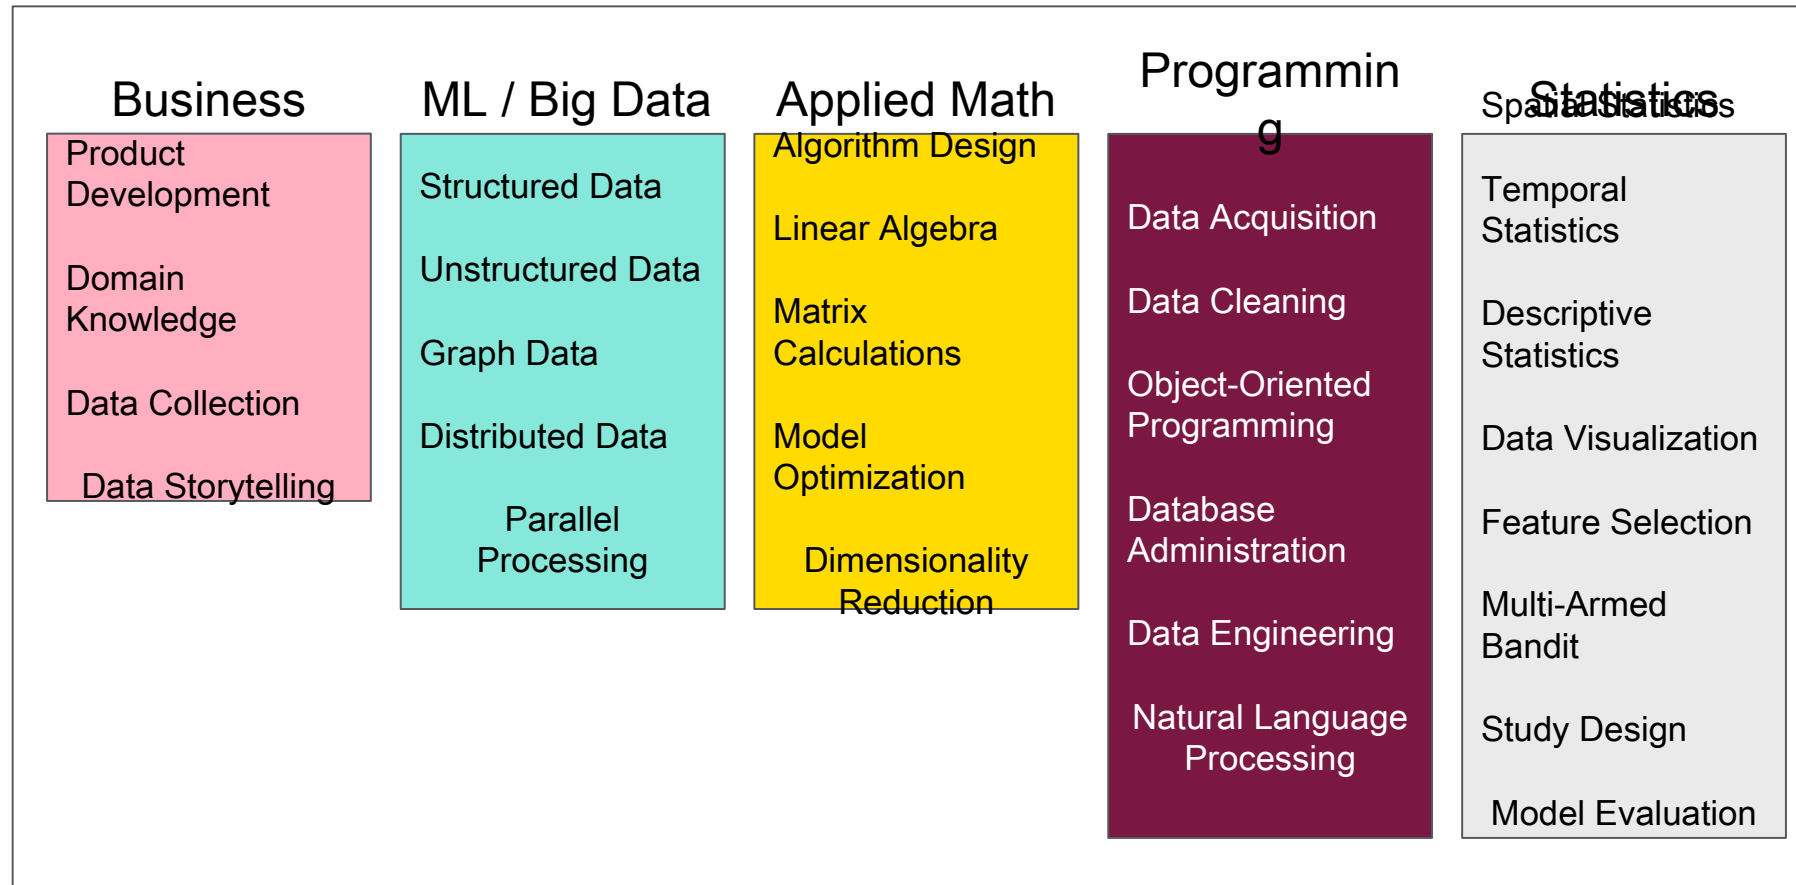 Business
Product
Development
Domain
Knowledge
Data Collection
Data Storytelling
ML / Big Data
Structured Data
Unstructured Data
Graph Data
Distributed Data
Parallel
Processing
Applied Math
Algorithm Design
Linear Algebra
Matrix
Calculations
Model
Optimization
Dimensionality
Reduction
Programmin
g
Data Acquisition
Data Cleaning
Object-Oriented
Programming
Database
Administration
Data Engineering
Natural Language
Processing
Statistics
Spatial Statistics
Temporal
Statistics
Descriptive
Statistics
Data Visualization
Feature Selection
Multi-Armed
Bandit
Study Design
Model Evaluation